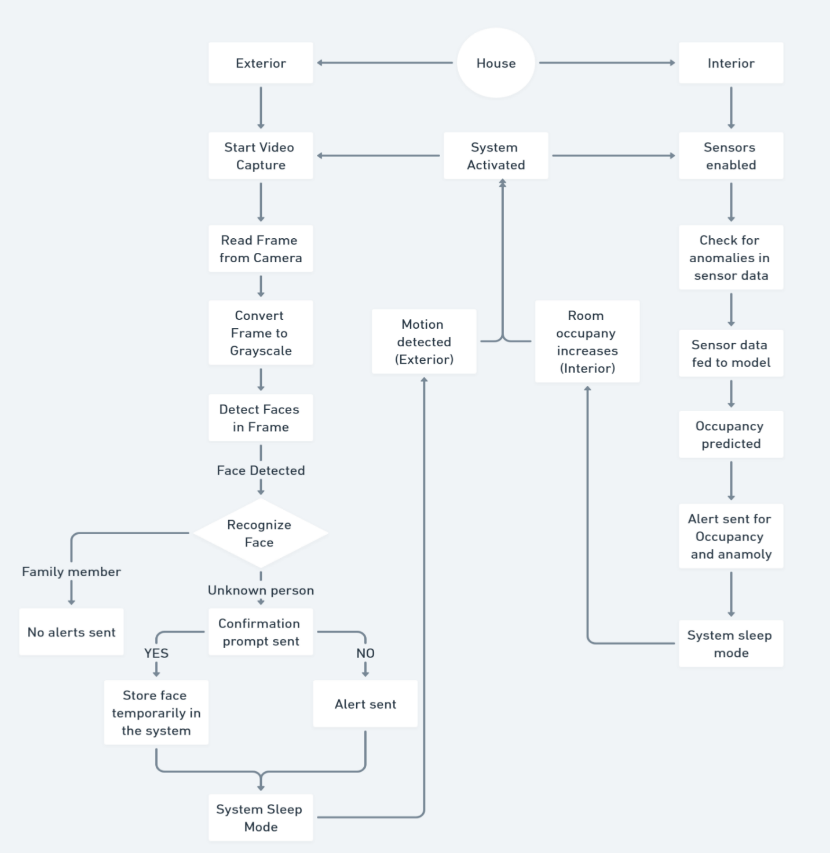 Exterior
House
Interior
Start Video
Capture
System
Activated
Sensors
enabled
Read Frame
from Camera
Check for
anomalies in
sensor data
Convert
Frame to
Grayscale
Motion
detected
(Exterior)
Room
occupany
increases
(Interior)
Sensor data
fed to model
Detect Faces
in Frame
Occupancy
predicted
Face Detected
Recognize
Face
Alert sent for
Occupancy
and anamoly
Family member
Unknown person
No alerts sent
Confirmation
prompt sent
System sleep
mode
YES
NO
Store face
temporarily in
the system
Alert sent
System Sleep
Mode